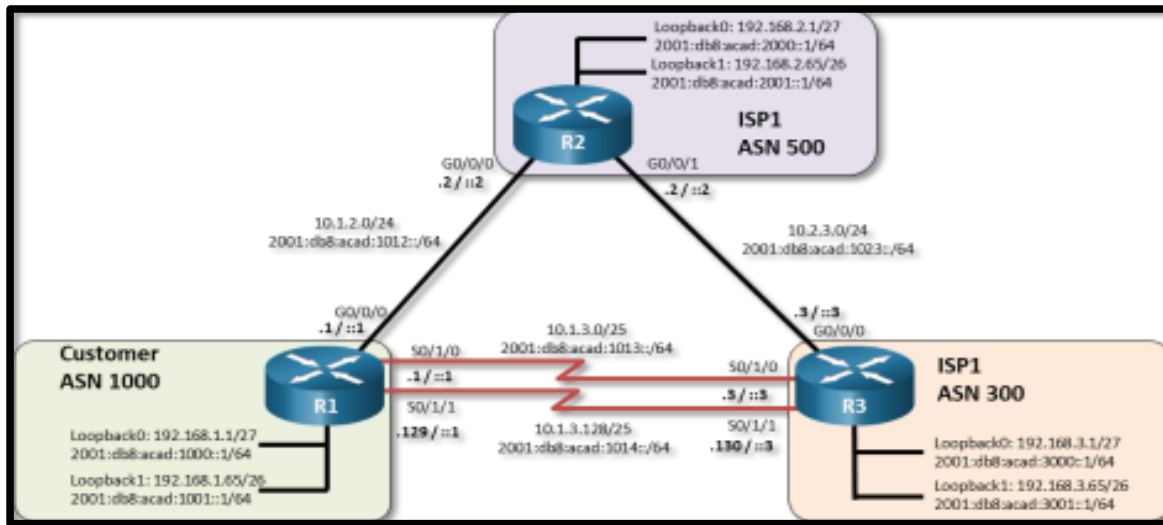 Loopback0: 192.168.2.1/27
2001:db8:acad:2000::1/64
Loopback1: 192.168.2.65/26
2001:db8:acad:2001::1/64
ISP1
ASN 500
R2
G0/0/0
.2 / ::2
G0/0/1
.2 / ::2
10.1.2.0/24
2001:db8:acad:1012::/64
10.2.3.0/24
2001:db8:acad:1023::/64
G0/0/0
.1 / ::1
.3 / ::3
G0/0/0
Customer
ASN 1000
R1
S0/1/0
.1 / ::1
S0/1/1
.129 / ::1
10.1.3.0/25
2001:db8:acad:1013::/64
10.1.3.128/25
2001:db8:acad:1014::/64
S0/1/0
.3 / ::3
S0/1/1
.130 / ::3
R3
ISP1
ASN 300
Loopback0: 192.168.1.1/27
2001:db8:acad:1000::1/64
Loopback1: 192.168.1.65/26
2001:db8:acad:1001::1/64
Loopback0: 192.168.3.1/27
2001:db8:acad:3000::1/64
Loopback1: 192.168.3.65/26
2001:db8:acad:3001::1/64